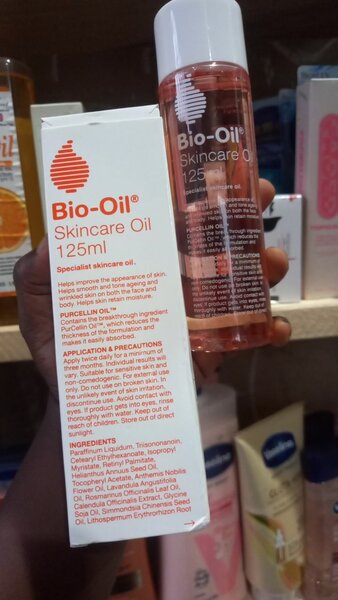 Bio-Oil®
Skincare Oil
125ml
Specialist skincare oil.
Helps improve the appearance of skin.
Helps smooth and tone ageing and
wrinkled skin on both the face and
body. Helps skin retain moisture.
PURCELLIN OIL™
Contains the breakthrough ingredient
PurCellin Oil™, which reduces the
thickness of the formulation and
makes it easily absorbed.
APPLICATION & PRECAUTIONS
Apply twice daily for a minimum of
three months. Individual results will
vary. Suitable for sensitive skin and
non-comedogenic. For external use
only. Do not use on broken skin. In
the unlikely event of skin irritation,
discontinue use. Avoid contact with
eyes. If product gets into eyes, rinse
thoroughly with water. Keep out of
reach of children. Store out of direct
sunlight.
INGREDIENTS
Paraffinum Liquidum, Triisononanoin,
Cetearyl Ethylhexanoate, Isopropyl
Myristate, Retinyl Palmitate,
Helianthus Annuus Seed Oil,
Tocopheryl Acetate, Anthemis Nobilis
Flower Oil, Lavandula Angustifolia
Oil, Rosmarinus Officinalis Leaf Oil,
Calendula Officinalis Extract, Glycine
Soja Oil, Simmondsia Chinensis Seed
Oil, Lithospermum Erythrorhizon Root
Bio-Oil®
Skincare O
125
Specialist skincare oil.
PURCELLIN OIL™
Vaseline
Vaseline